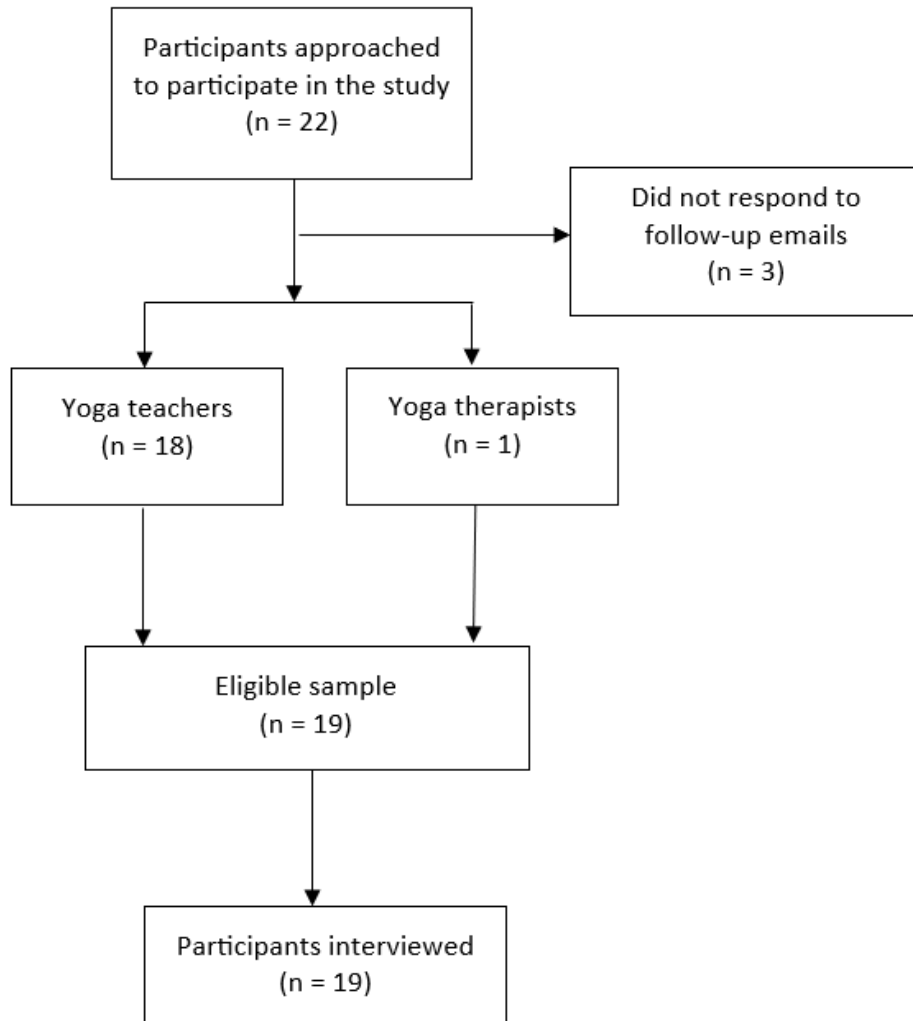 Participants approached
to participate in the study
(n = 22)
Did not respond to
follow-up emails
(n = 3)
Yoga teachers
(n = 18)
Yoga therapists
(n = 1)
Eligible sample
(n = 19)
Participants interviewed
(n = 19)